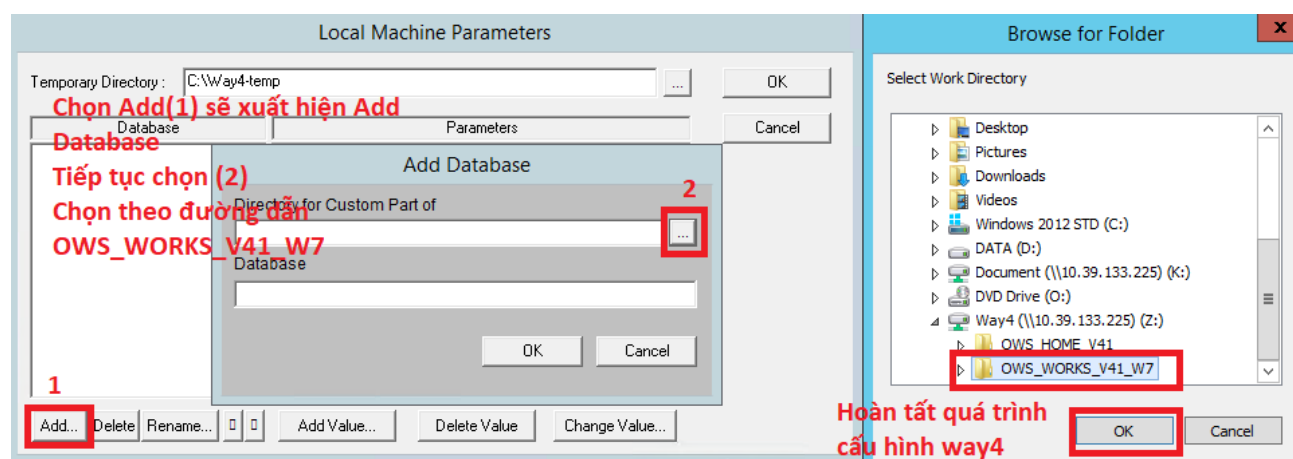 Local Machine Parameters
Temporary Directory : C:\Way4-temp ... OK
Chọn Add(1) sẽ xuất hiện Add
Database Parameters Cancel
Database
Add Database
Tiếp tục chọn (2)
2
Directory for Custom Part of
Chọn theo đường dẫn
...
OWS_WORKS_V41_W7
Database
OK Cancel
1
Add... Delete Rename... Add Value... Delete Value Change Value...
Browse for Folder
x
Select Work Directory
Desktop
Pictures
Downloads
Videos
Windows 2012 STD (C:)
DATA (D:)
Document (\\10.39.133.225) (K:)
DVD Drive (O:)
Way4 (\\10.39.133.225) (Z:)
OWS_HOME_V41
OWS_WORKS_V41_W7
Hoàn tất quá trình
cấu hình way4
OK Cancel